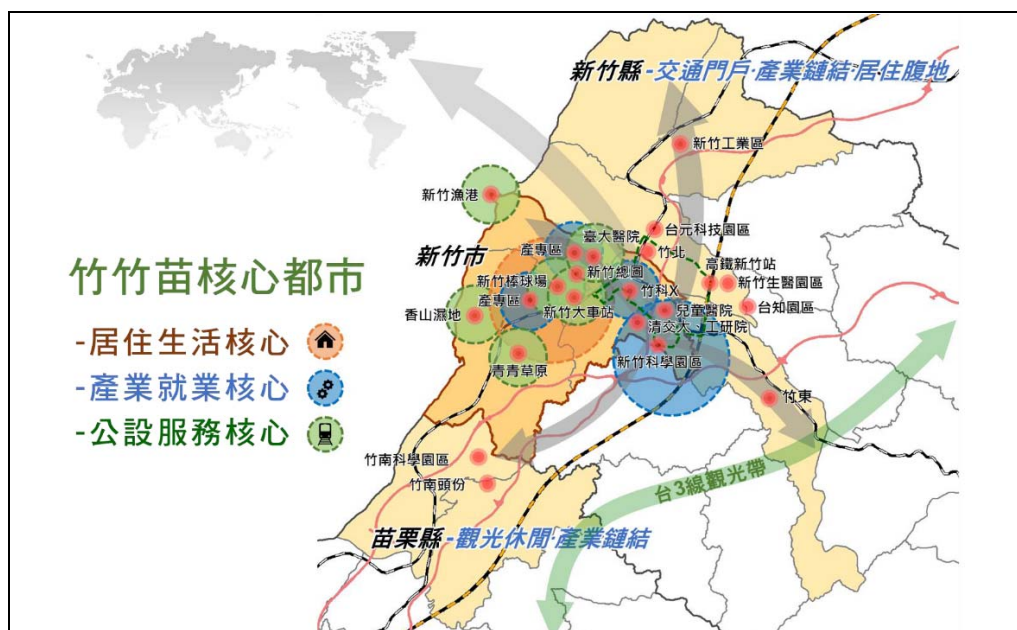 新竹縣-交通門戶·產業鏈結·居住腹地
新竹工業區
新竹漁港
台元科技園區
臺大醫院
產專區
竹北
新竹市
高鐵新竹站
新竹總圖
竹竹苗核心都市
新竹棒球場
竹科X
新竹生醫園區
產專區
新竹大車站
兒童醫院
台知園區
香山濕地
清交大、工研院
-居住生活核心
新竹科學園區
青青草原
-產業就業核心
竹東
-公設服務核心
竹南科學園區
竹南頭份
台3線觀光帶
苗栗縣-觀光休閒·產業鏈結